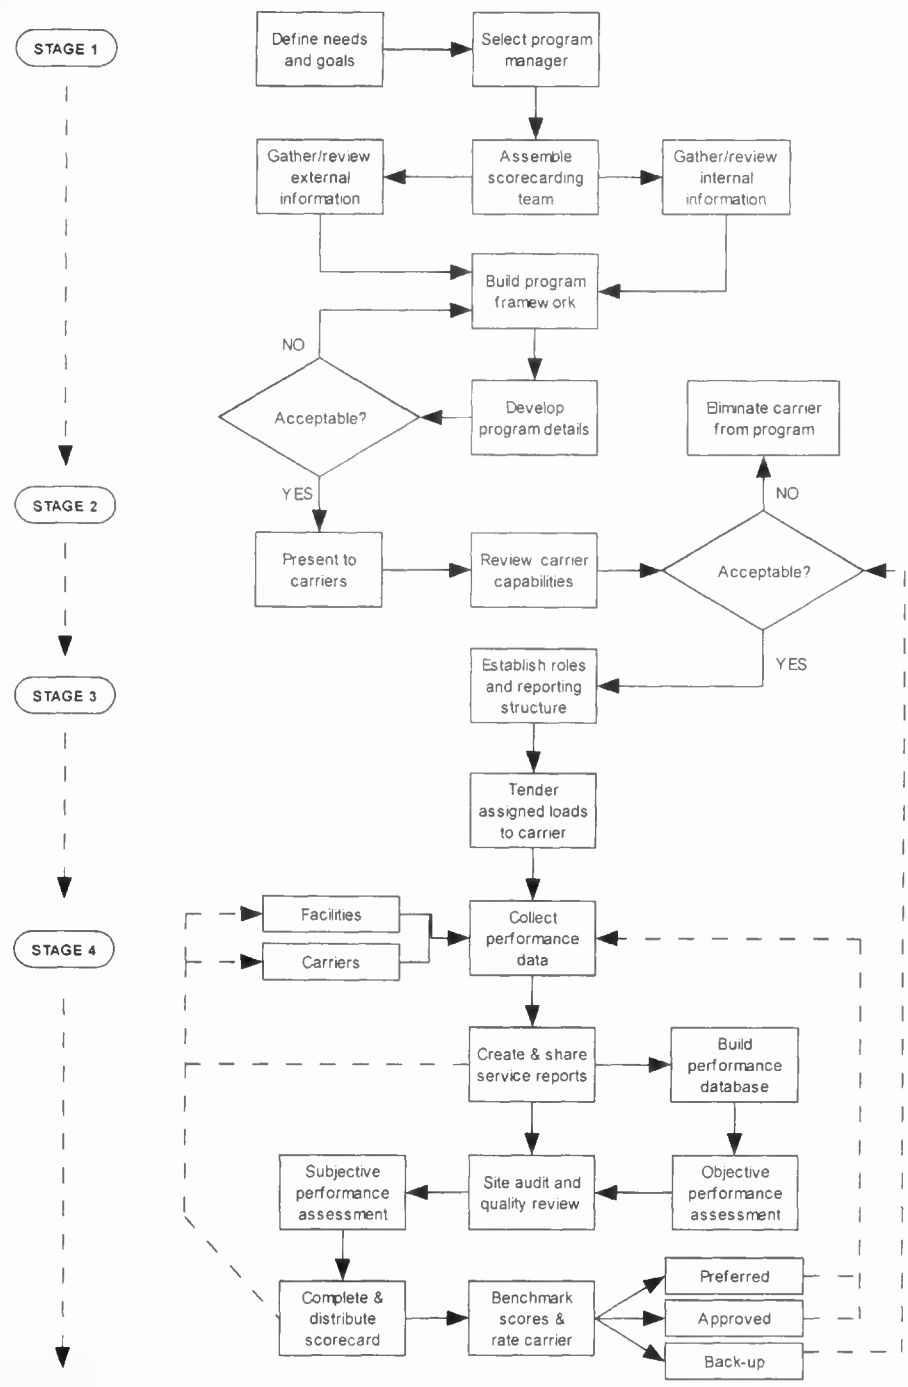 STAGE 1
Define needs
and goals
Select program
manager
Gather/review
external
information
Assemble
scorecarding
team
Gather/review
internal
information
Build program
framework
NO
Acceptable?
Develop
program details
Eliminate carrier
from program
YES
NO
STAGE 2
Present to
carriers
Review carrier
capabilities
Acceptable?
YES
STAGE 3
Establish roles
and reporting
structure
Tender
assigned loads
to carrier
STAGE 4
Facilities
Carriers
Collect
performance
data
Create & share
service reports
Build
performance
database
Subjective
performance
assessment
Site audit and
quality review
Objective
performance
assessment
Complete &
distribute
scorecard
Benchmark
scores &
rate carrier
Preferred
Approved
Back-up